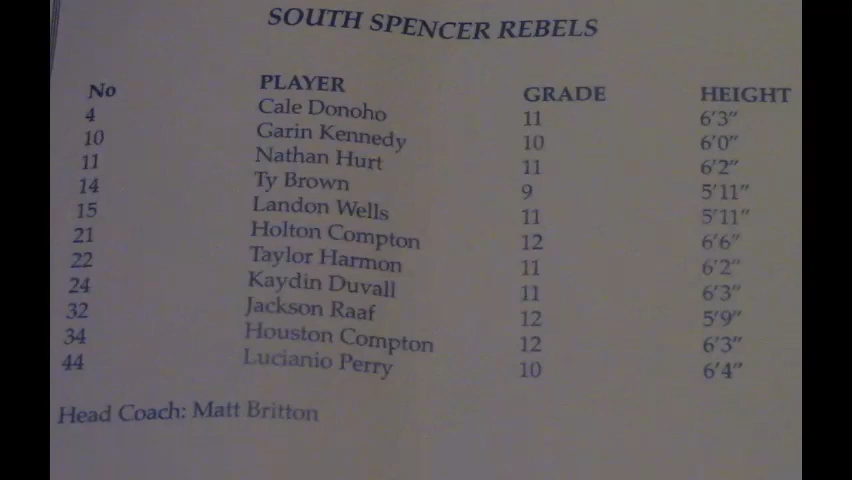 SOUTH SPENCER REBELS
No PLAYER GRADE HEIGHT
4 Cale Donoho 11 6'3"
10 Garin Kennedy 10 6'0"
11 Nathan Hurt 11 6'2"
14 Ty Brown 9 5'11"
15 Landon Wells 11 5'11"
21 Holton Compton 12 6'6"
22 Taylor Harmon 11 6'2"
24 Kaydin Duvall 11 6'3"
32 Jackson Raaf 12 5'9"
34 Houston Compton 12 6'3"
44 Lucianio Perry 10 6'4"
Head Coach: Matt Britton